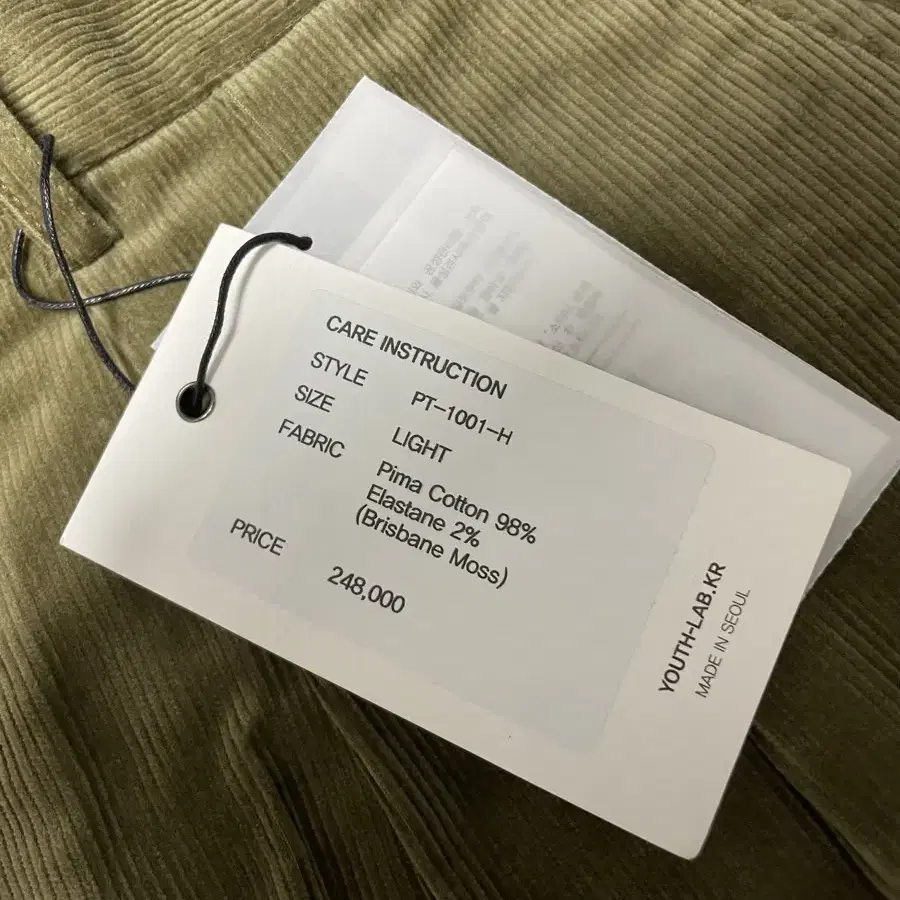 CARE INSTRUCTION
STYLE PT-1001-H
SIZE LIGHT
FABRIC Pima Cotton 98%
Elastane 2%
(Brisbane Moss)
PRICE 248,000
YOUTH-LAB.KR
MADE IN SEOUL